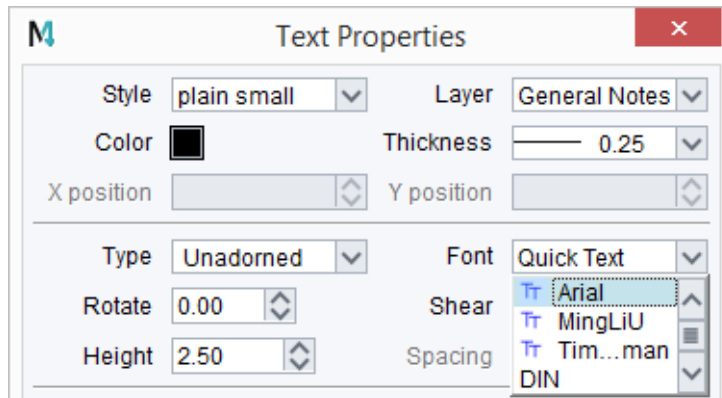 Text Properties
Style plain small Layer General Notes
Color Thickness 0.25
X position Y position
Type Unadorned Font Quick Text
Rotate 0.00 Shear Arial
MingLiU
Height 2.50 Spacing Tim...man
DIN